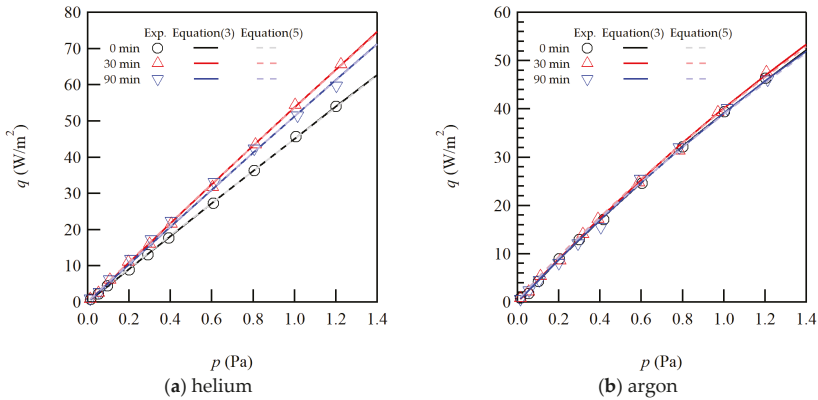 Exp. Equation(3) Equation(5)
0 min
30 min
90 min
80
70
60
50
40
30
20
10
0
q (W/m²)
0.0 0.2 0.4 0.6 0.8 1.0 1.2 1.4
p (Pa)
(a) helium
Exp. Equation(3) Equation(5)
0 min
30 min
90 min
60
50
40
30
20
10
0
q (W/m²)
0.0 0.2 0.4 0.6 0.8 1.0 1.2 1.4
p (Pa)
(b) argon